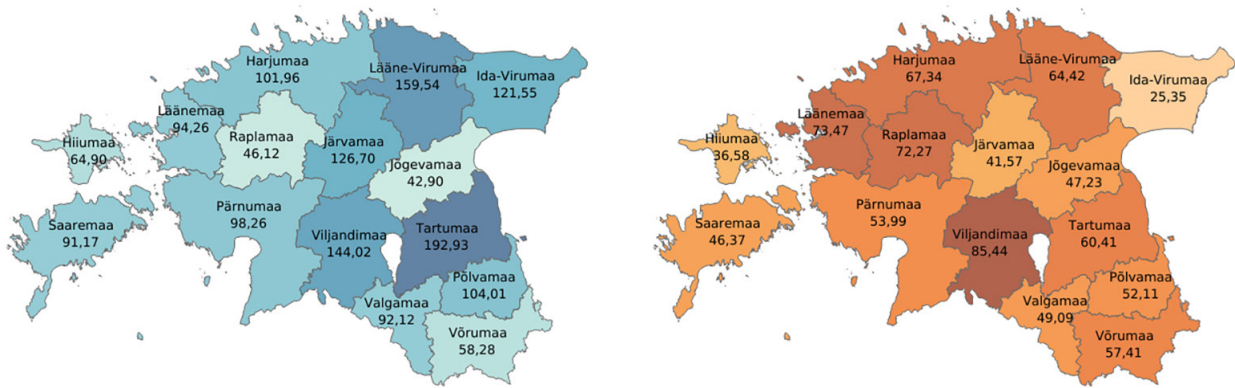 Harjumaa
101,96
Lääne-Virumaa
159,54
Ida-Virumaa
121,55
Läänemaa
94,26
Hiiumaa
64,90
Raplamaa
46,12
Järvamaa
126,70
Jõgevamaa
42,90
Saaremaa
91,17
Pärnumaa
98,26
Viljandimaa
144,02
Tartumaa
192,93
Põlvamaa
104,01
Valgamaa
92,12
Võrumaa
58,28
Harjumaa
67,34
Lääne-Virumaa
64,42
Ida-Virumaa
25,35
Läänemaa
73,47
Hiiumaa
36,58
Raplamaa
72,27
Järvamaa
41,57
Jõgevamaa
47,23
Saaremaa
46,37
Pärnumaa
53,99
Viljandimaa
85,44
Tartumaa
60,41
Põlvamaa
52,11
Valgamaa
49,09
Võrumaa
57,41